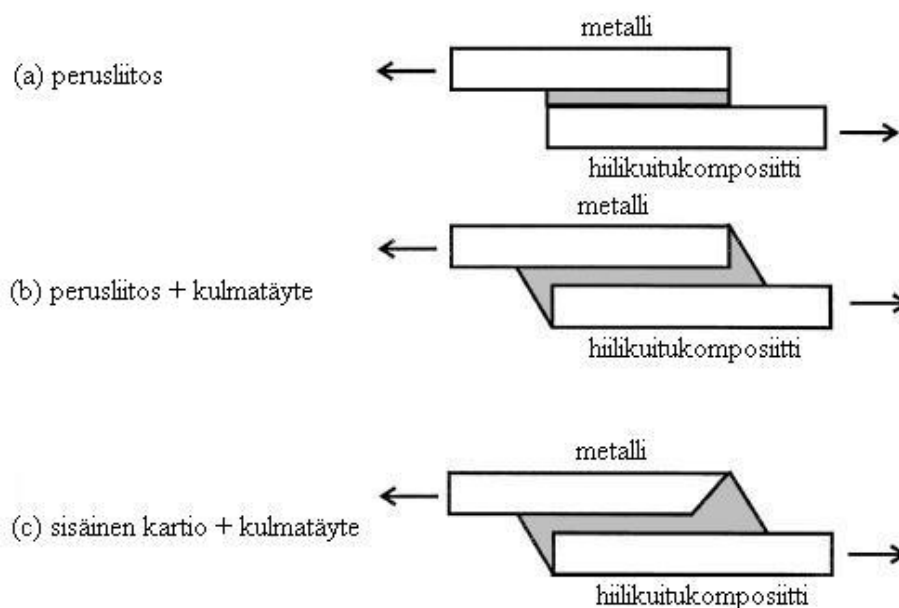 metalli
(a) perusliitos
hiilikuitukomposiitti
metalli
(b) perusliitos + kulmatäyte
hiilikuitukomposiitti
metalli
(c) sisäinen kartio + kulmatäyte
hiilikuitukomposiitti